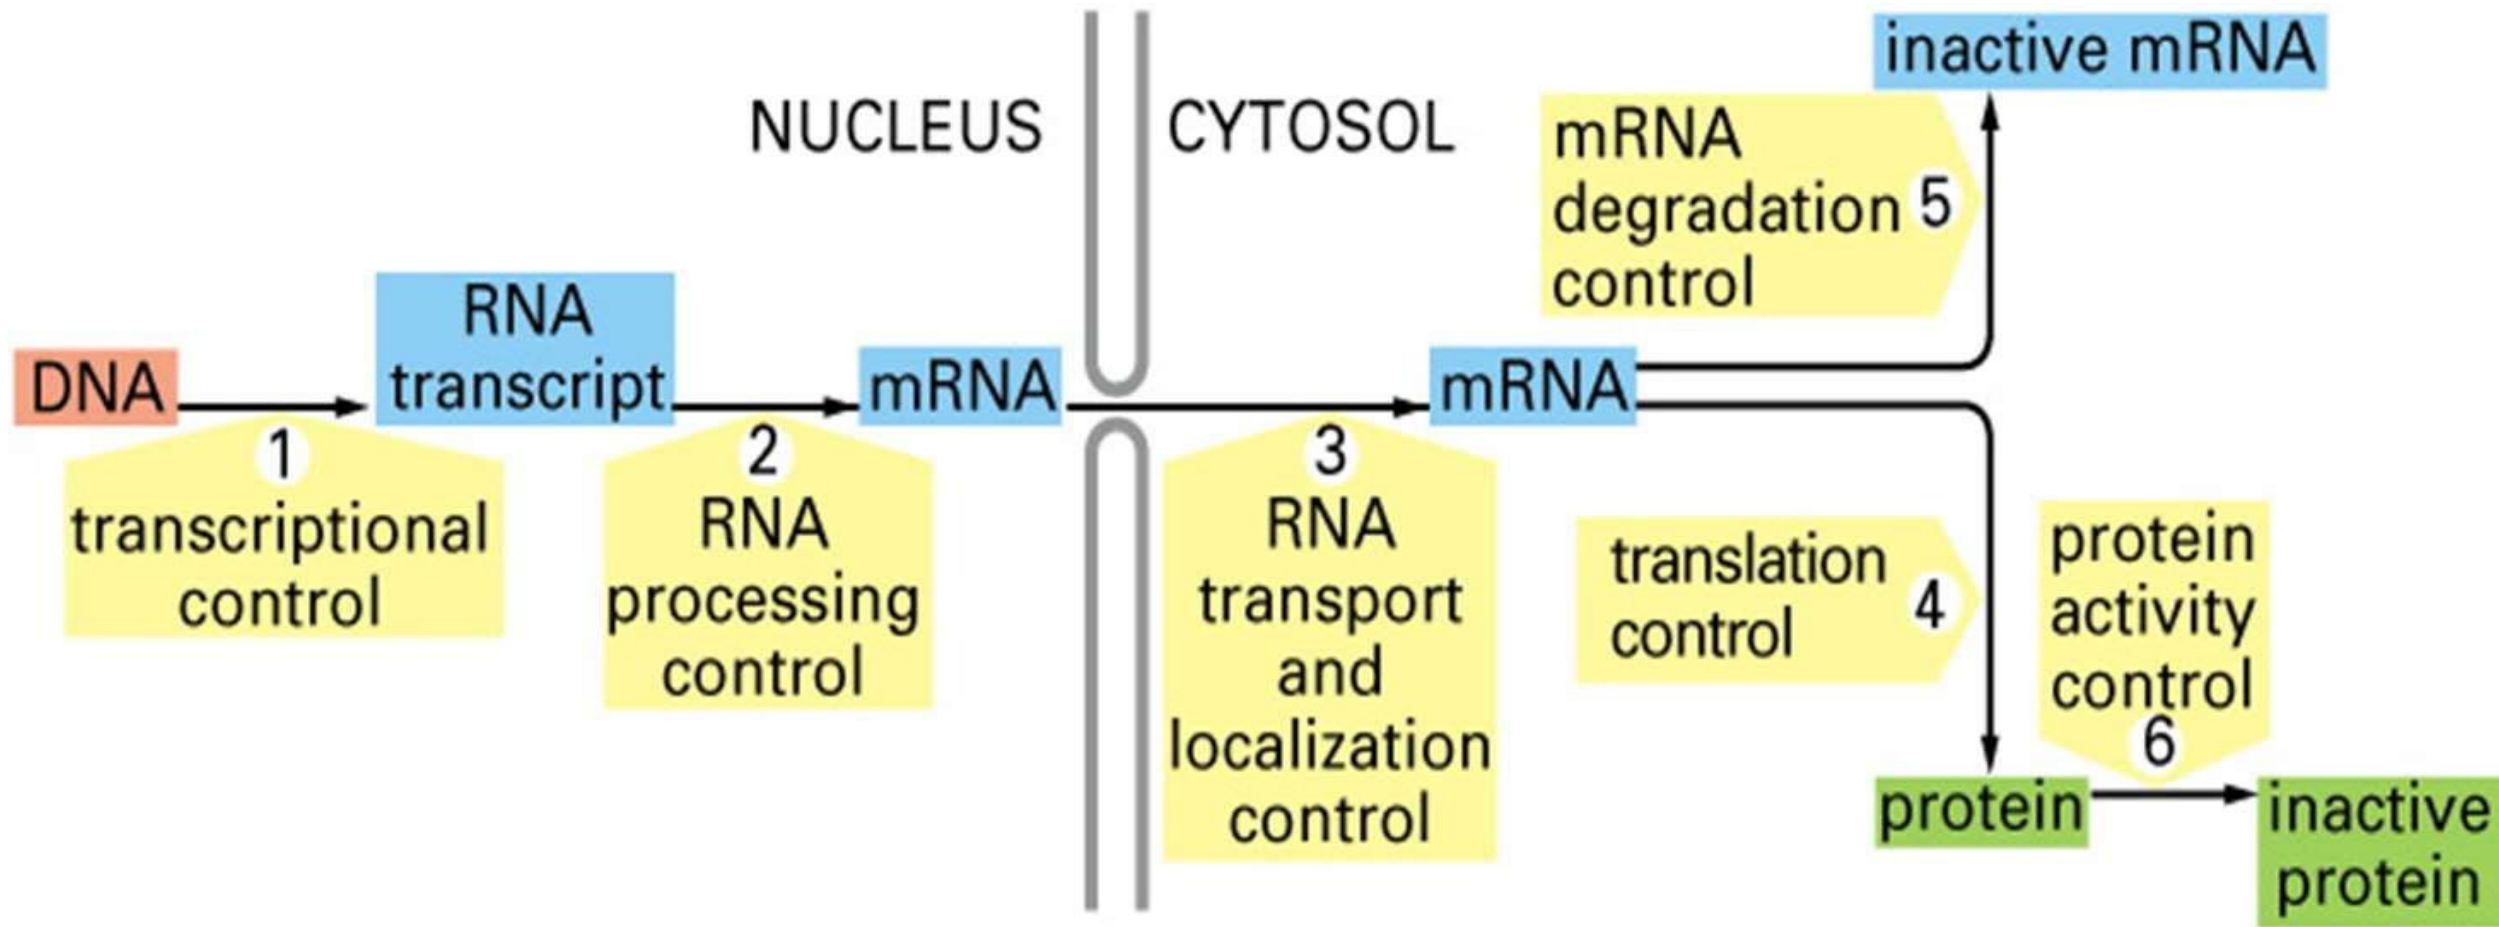 NUCLEUS
CYTOSOL
inactive mRNA
mRNA
degradation 5
control
DNA
RNA
transcript
mRNA
mRNA
1
transcriptional
control
2
RNA
processing
control
3
RNA
transport
and
localization
control
translation
control
4
protein
activity
control
6
protein
inactive
protein